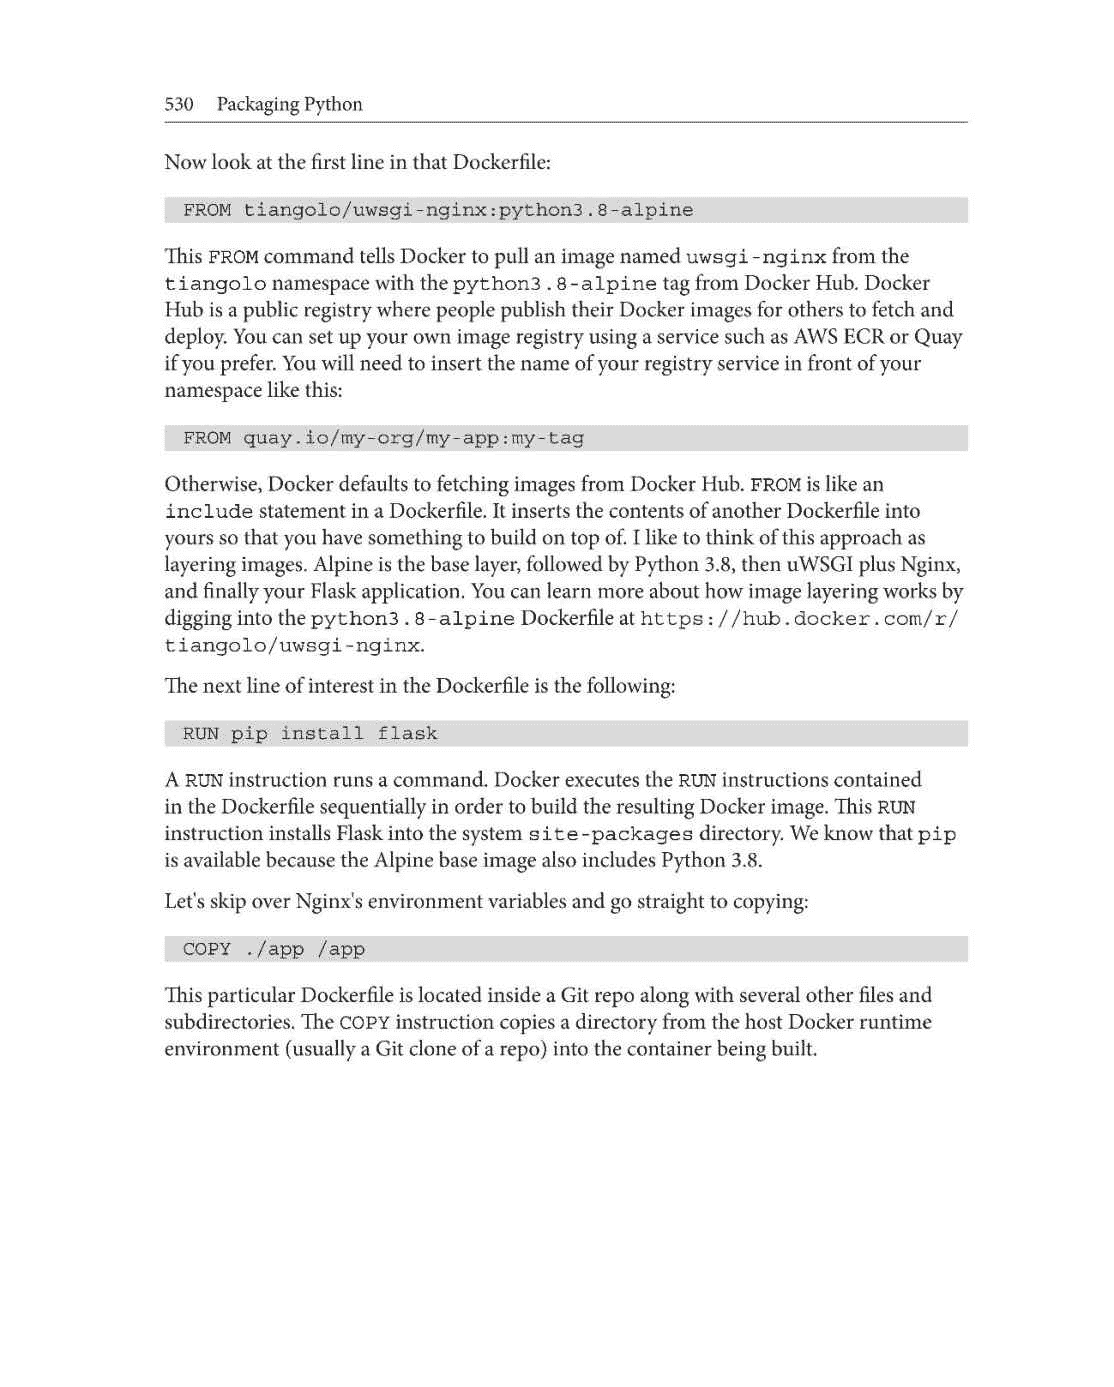 530 Packaging Python
Now look at the first line in that Dockerfile:
FROM tiangolo/uwsgi-nginx:python3.8-alpine
This FROM command tells Docker to pull an image named uwsgi-nginx from the
tiangolo namespace with the python3.8-alpine tag from Docker Hub. Docker
Hub is a public registry where people publish their Docker images for others to fetch and
deploy. You can set up your own image registry using a service such as AWS ECR or Quay
if you prefer. You will need to insert the name of your registry service in front of your
namespace like this:
FROM quay.io/my-org/my-app:my-tag
Otherwise, Docker defaults to fetching images from Docker Hub. FROM is like an
include statement in a Dockerfile. It inserts the contents of another Dockerfile into
yours so that you have something to build on top of. I like to think of this approach as
layering images. Alpine is the base layer, followed by Python 3.8, then uWSGI plus Nginx,
and finally your Flask application. You can learn more about how image layering works by
digging into the python3.8-alpine Dockerfile at https://hub.docker.com/r/
tiangolo/uwsgi-nginx.
The next line of interest in the Dockerfile is the following:
RUN pip install flask
A RUN instruction runs a command. Docker executes the RUN instructions contained
in the Dockerfile sequentially in order to build the resulting Docker image. This RUN
instruction installs Flask into the system site-packages directory. We know that pip
is available because the Alpine base image also includes Python 3.8.
Let's skip over Nginx's environment variables and go straight to copying:
COPY ./app /app
This particular Dockerfile is located inside a Git repo along with several other files and
subdirectories. The COPY instruction copies a directory from the host Docker runtime
environment (usually a Git clone of a repo) into the container being built.